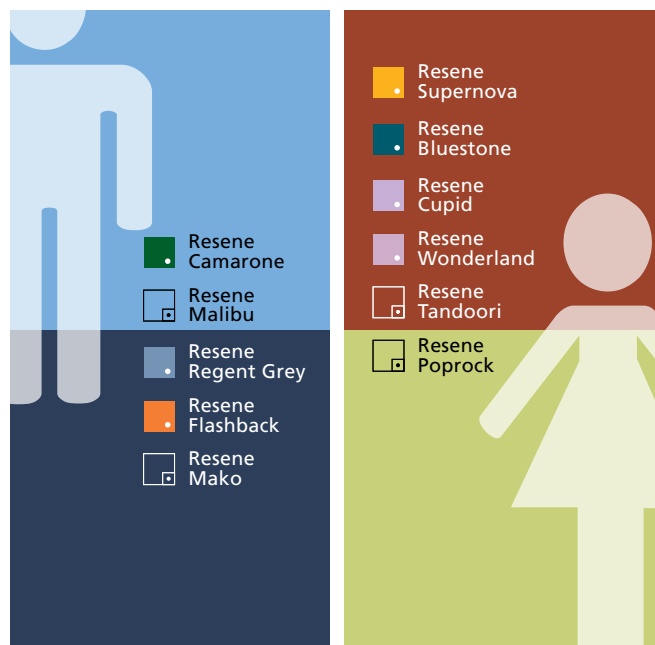 Resene
Camarone
Resene
Malibu
Resene
Regent Grey
Resene
Flashback
Resene
Mako
Resene
Supernova
Resene
Bluestone
Resene
Cupid
Resene
Wonderland
Resene
Tandoori
Resene
Poprock